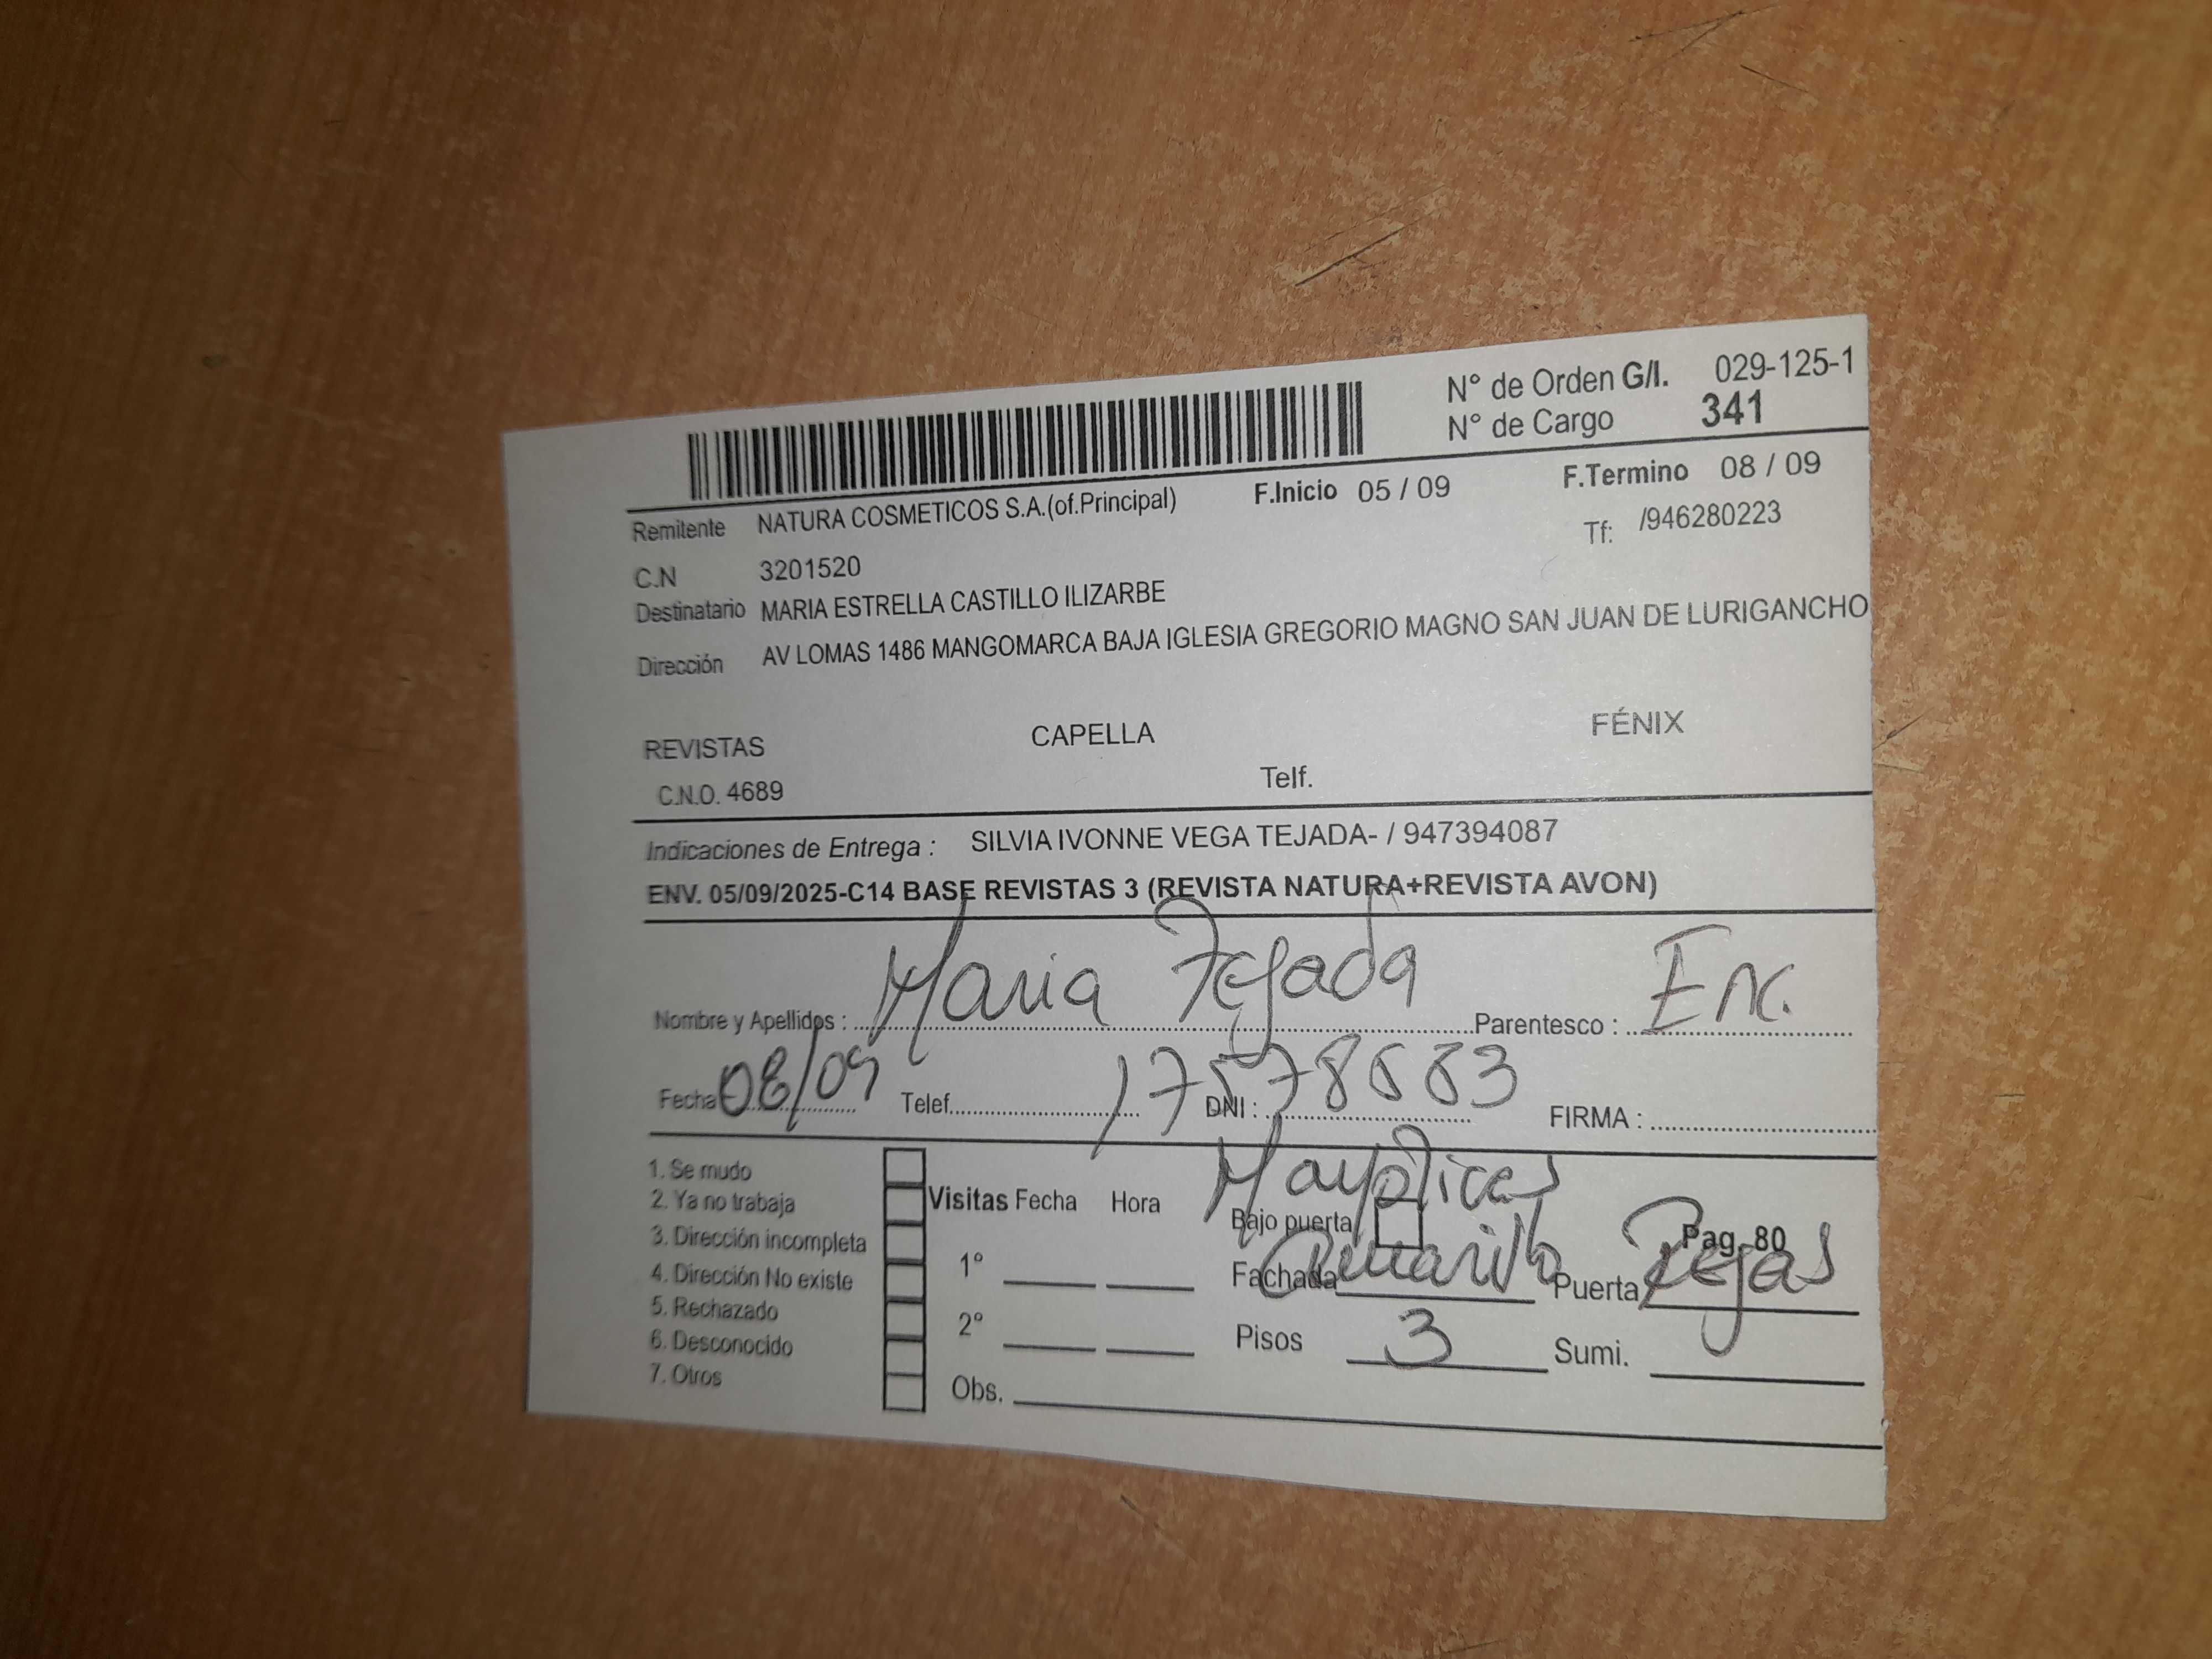 N° de Orden G/I. 029-125-1
N° de Cargo 341
F.Inicio 05 / 09 F.Termino 08 / 09
Remitente NATURA COSMETICOS S.A.(of.Principal) Tf: /946280223
C.N 3201520
Destinatario MARIA ESTRELLA CASTILLO ILIZARBE
Dirección AV LOMAS 1486 MANGOMARCA BAJA IGLESIA GREGORIO MAGNO SAN JUAN DE LURIGANCHO
REVISTAS CAPELLA FÉNIX
C.N.O. 4689 Telf.
Indicaciones de Entrega : SILVIA IVONNE VEGA TEJADA- / 947394087
ENV. 05/09/2025-C14 BASE REVISTAS 3 (REVISTA NATURA+REVISTA AVON)
Nombre y Apellidos : Maria Tejada Parentesco : Enc.
Fecha 08/09 Telef. DNI : FIRMA :
1. Se mudo
2. Ya no trabaja
3. Dirección incompleta
4. Dirección No existe
5. Rechazado
6. Desconocido
7. Otros
Visitas Fecha Hora
1°
2°
Obs.
Bajo puerta Pag. 80
Fachada Amarillo Puerta Rejas
Pisos 3 Sumi.